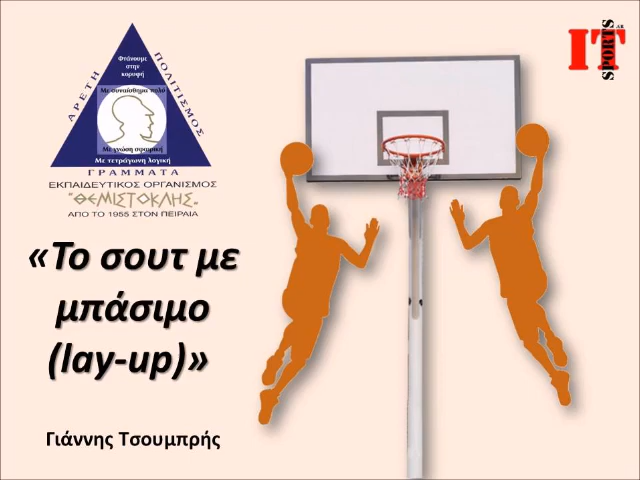 ΑΡΕΤΗ
ΠΟΛΙΤΙΣΜΟΣ
Φτάνουμε
στην
κορυφή
Με συναίσθημα πολύ
Με γνώση σφαιρική
Με τετράγωνη λογική
ΓΡΑΜΜΑΤΑ
ΕΚΠΑΙΔΕΥΤΙΚΟΣ ΟΡΓΑΝΙΣΜΟΣ
"ΘΕΜΙΣΤΟΚΛΗΣ"
ΑΠΟ ΤΟ 1955 ΣΤΟΝ ΠΕΙΡΑΙΑ
IT
SPORTS
.GR
«Το σουτ με
μπάσιμο
(lay-up)»
Γιάννης Τσουμπρής